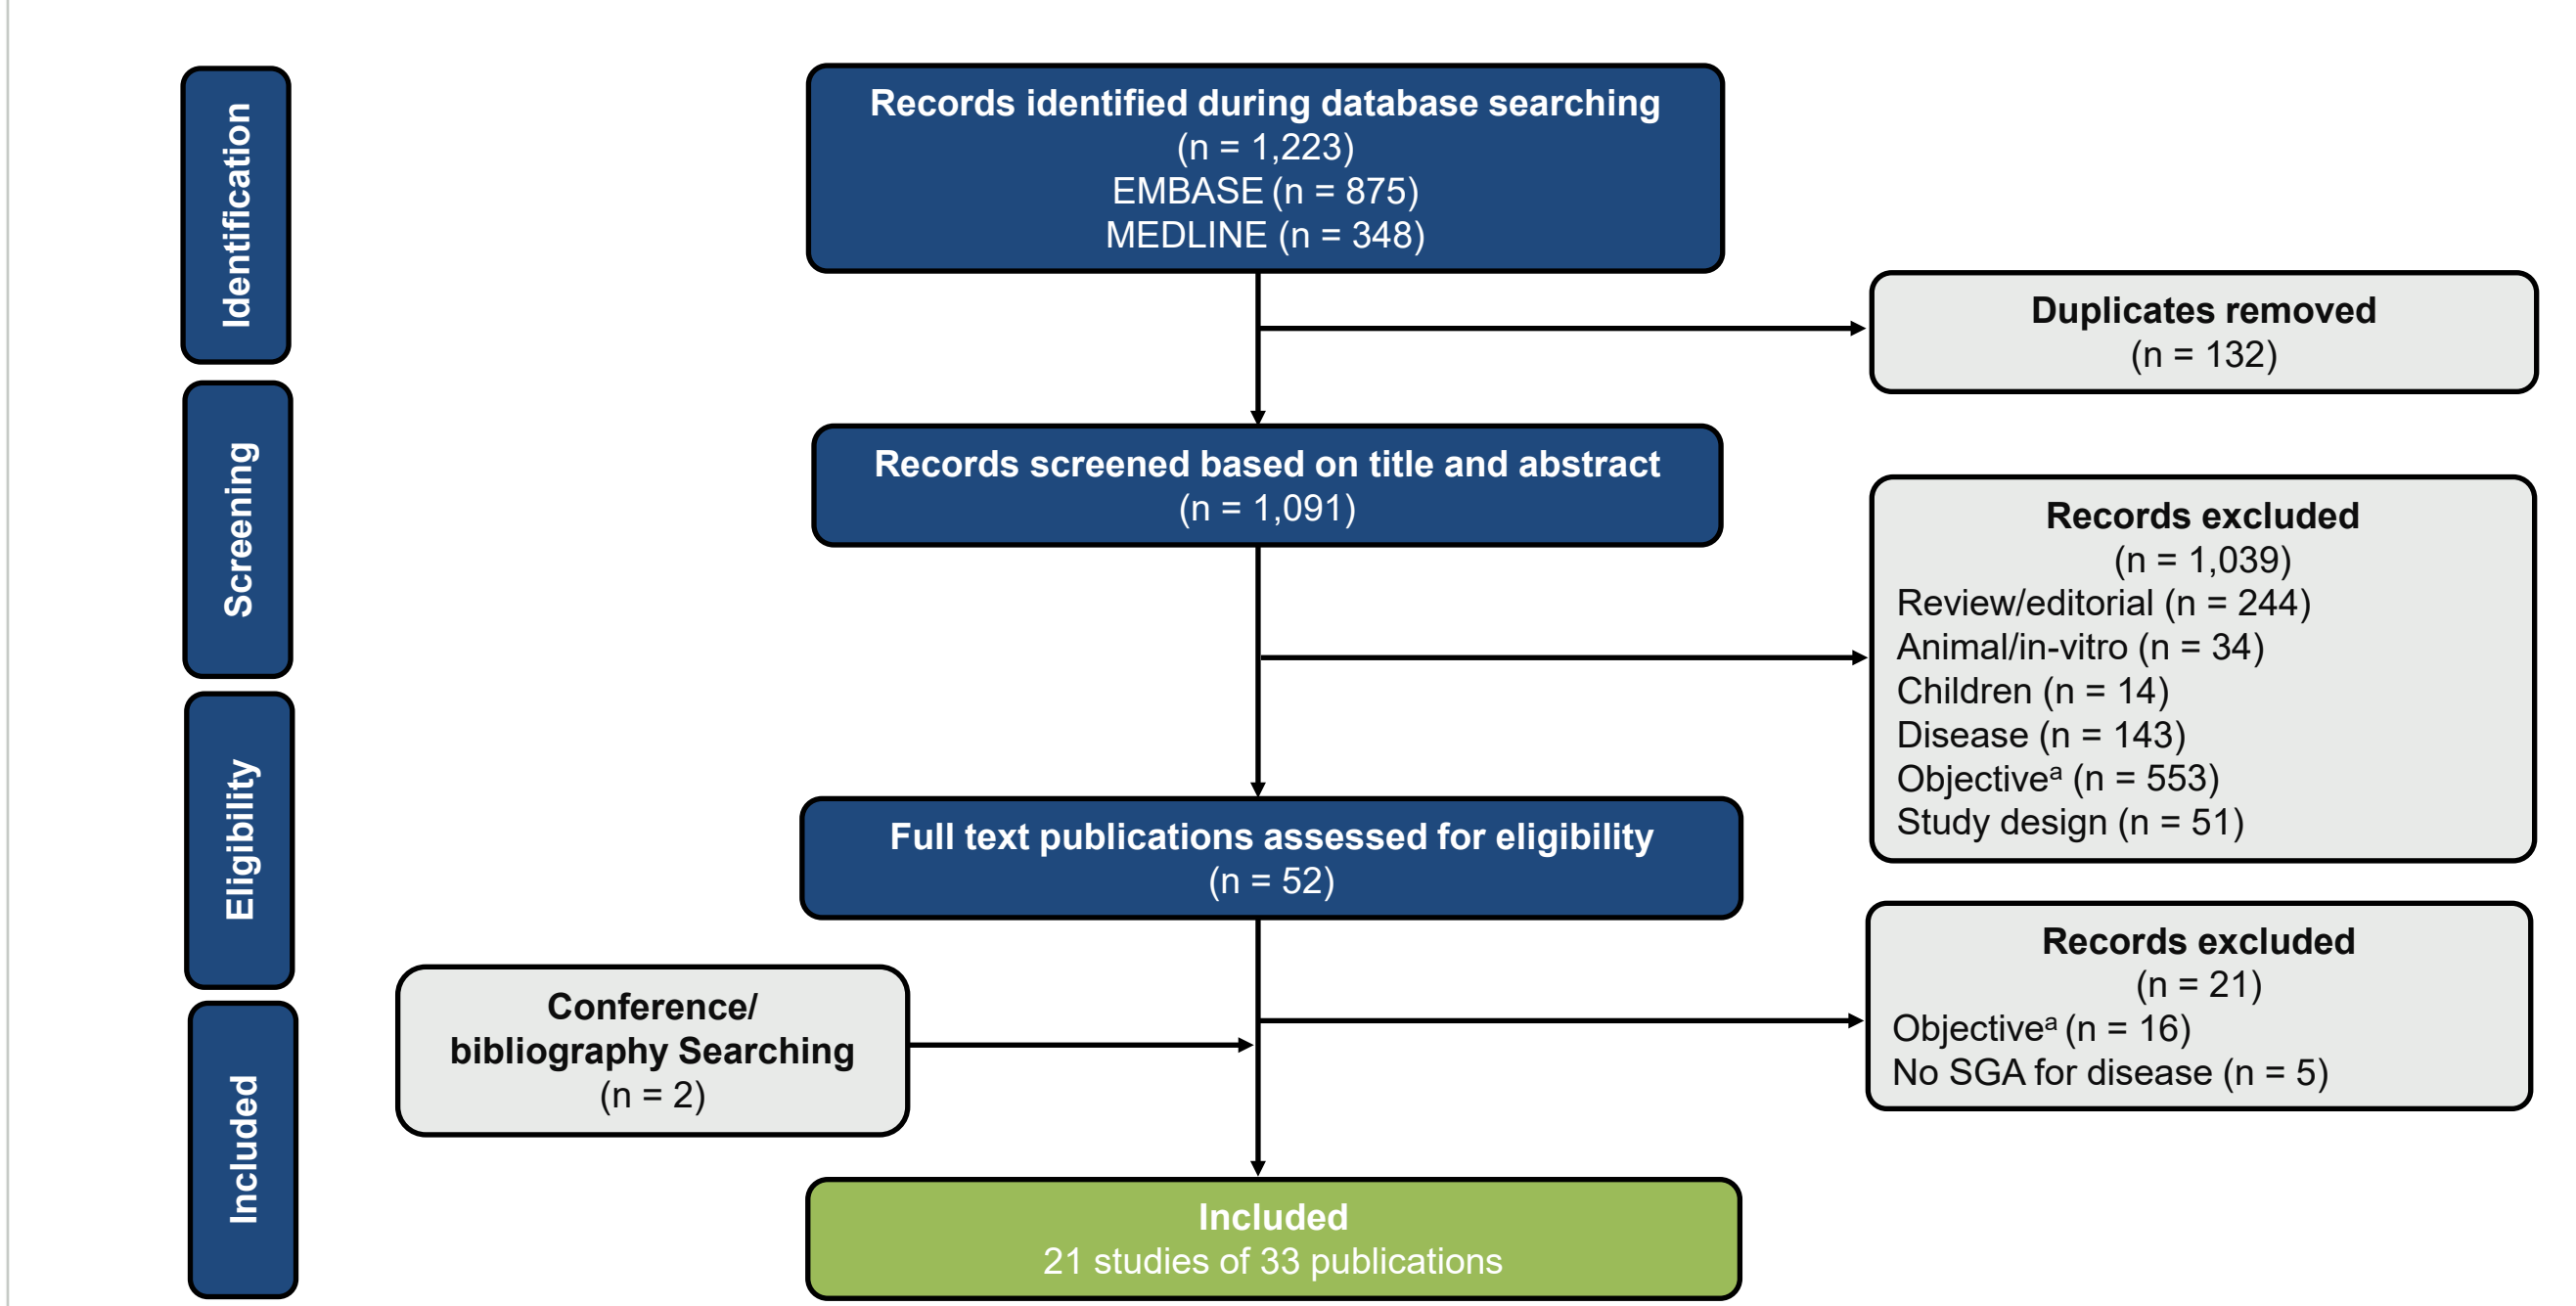 Identification
Records identified during database searching
(n = 1,223)
EMBASE (n = 875)
MEDLINE (n = 348)
Duplicates removed
(n = 132)
Screening
Records screened based on title and abstract
(n = 1,091)
Records excluded
(n = 1,039)
Review/editorial (n = 244)
Animal/in-vitro (n = 34)
Children (n = 14)
Disease (n = 143)
Objectiveᵃ (n = 553)
Study design (n = 51)
Eligibility
Full text publications assessed for eligibility
(n = 52)
Records excluded
(n = 21)
Objectiveᵃ (n = 16)
No SGA for disease (n = 5)
Conference/
bibliography Searching
(n = 2)
Included
Included
21 studies of 33 publications